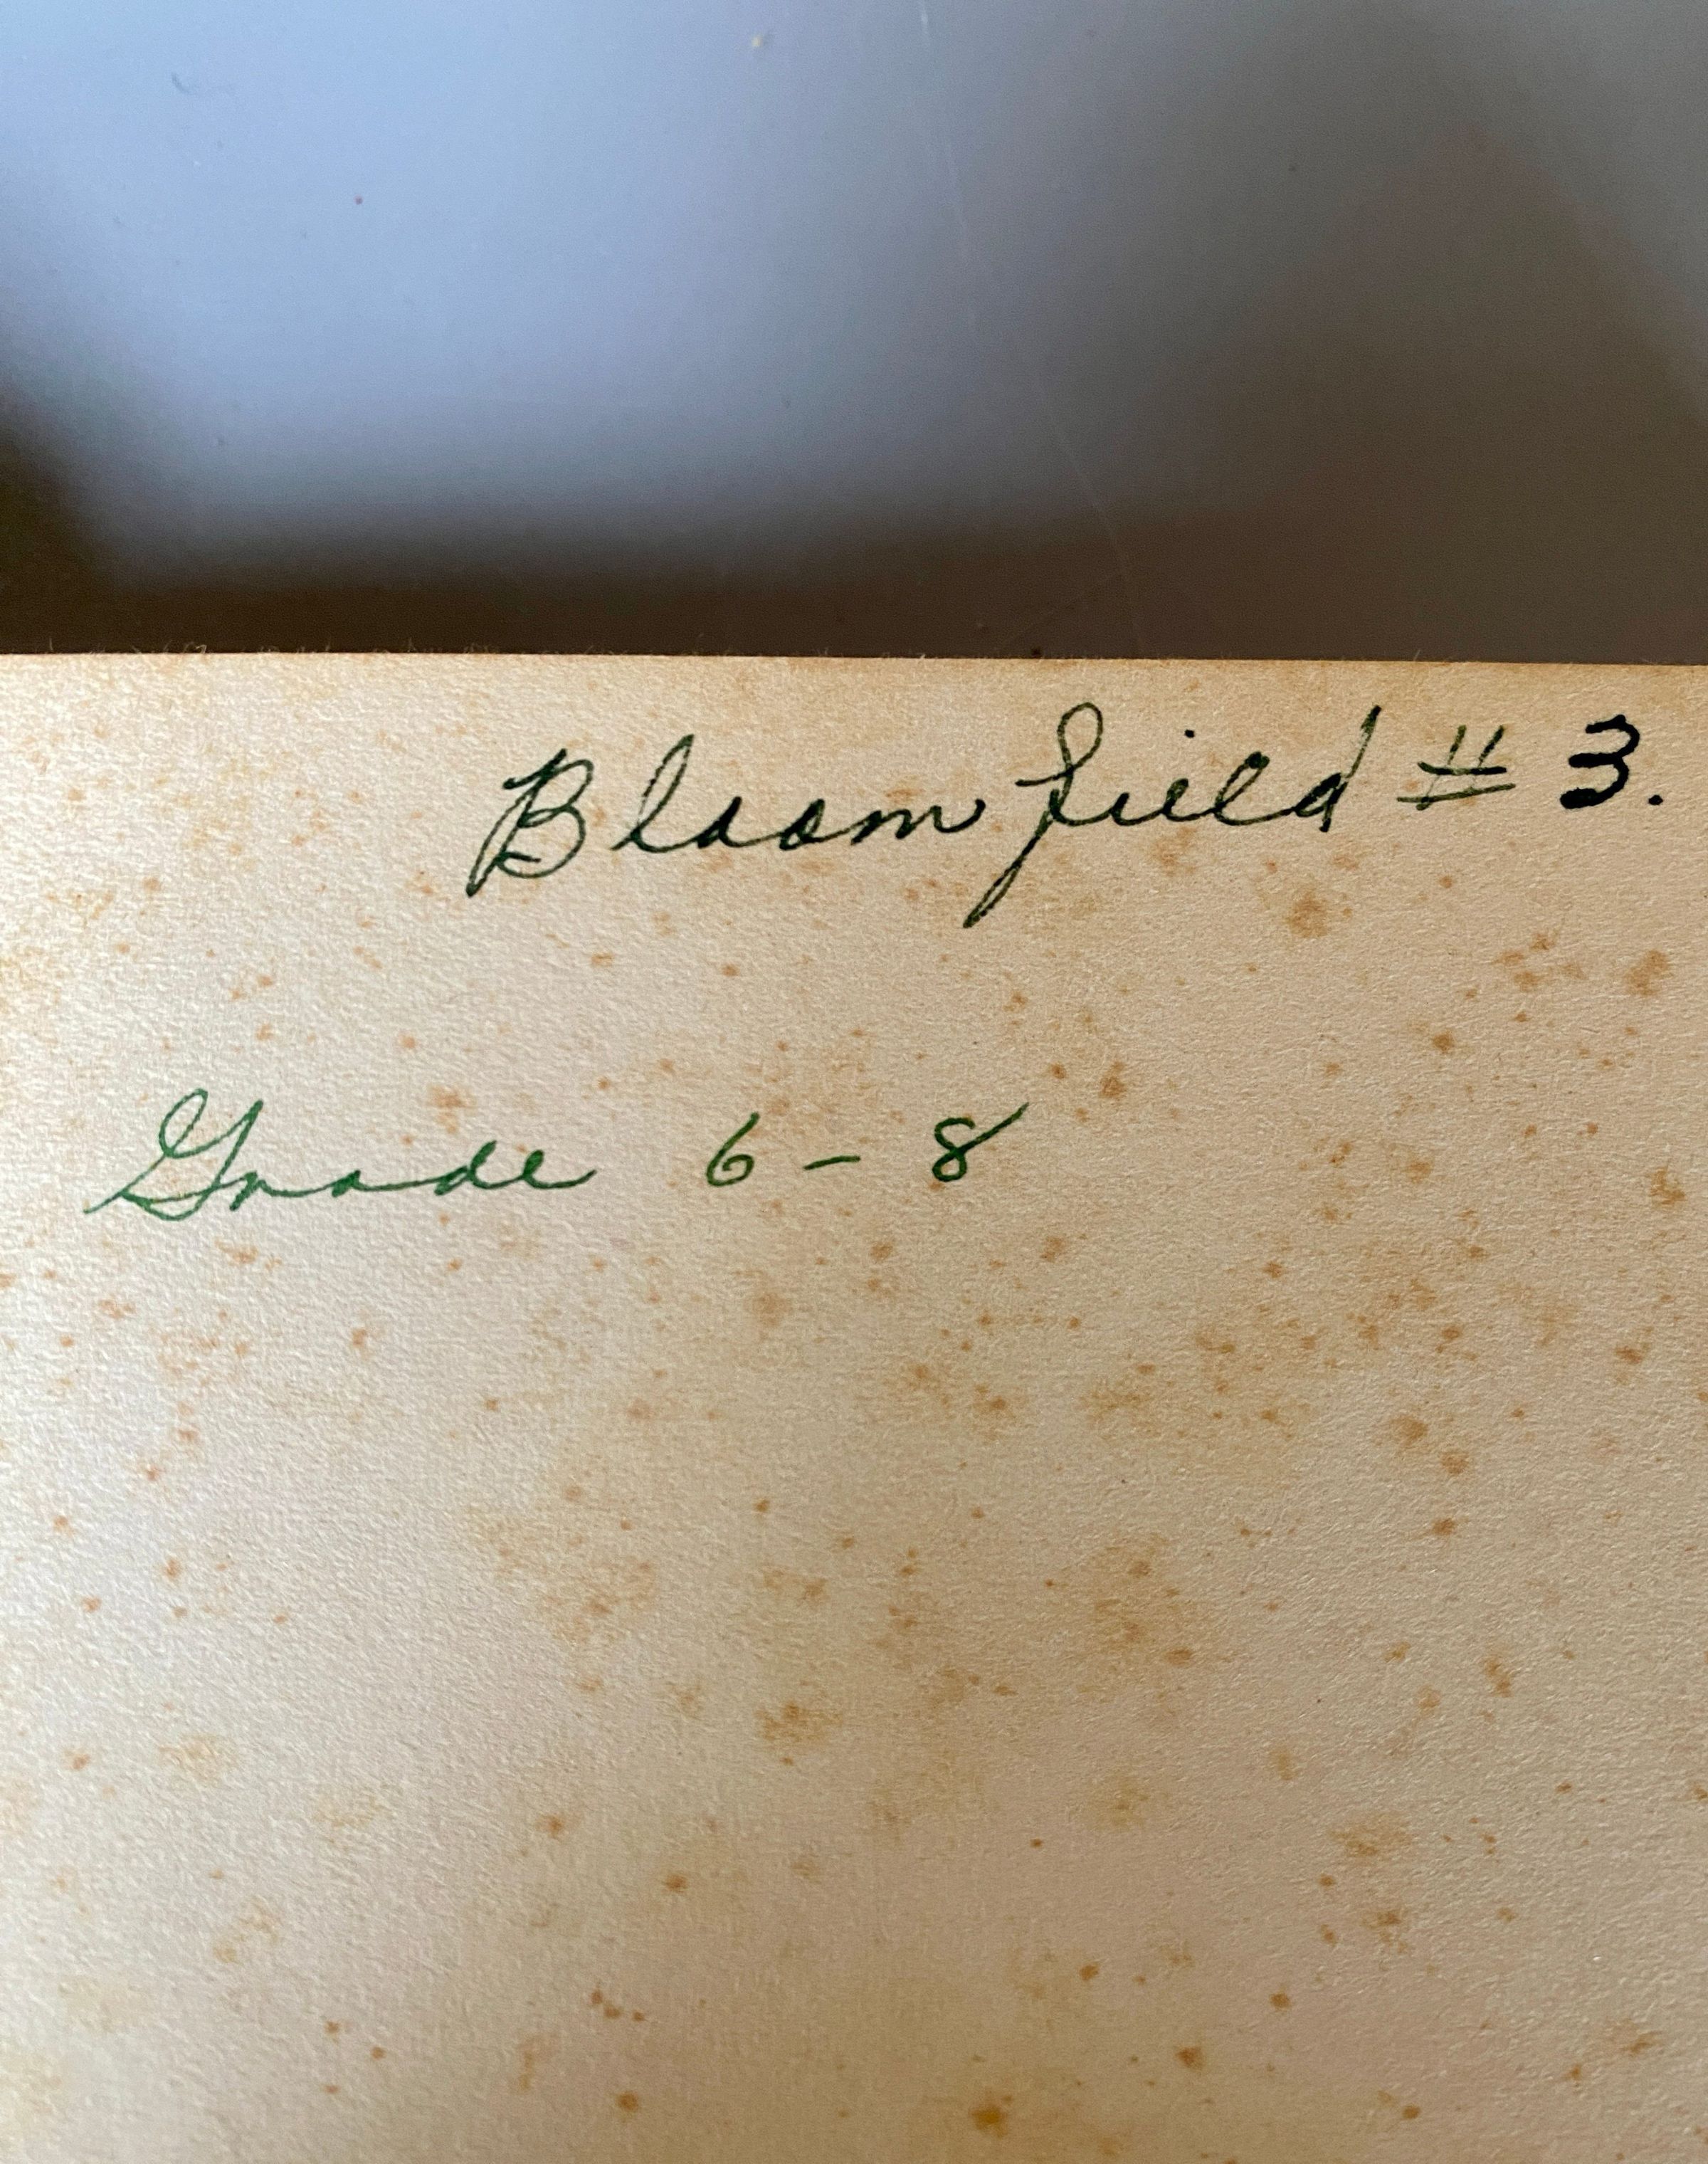 Bloomfield # 3.
Grade 6 - 8